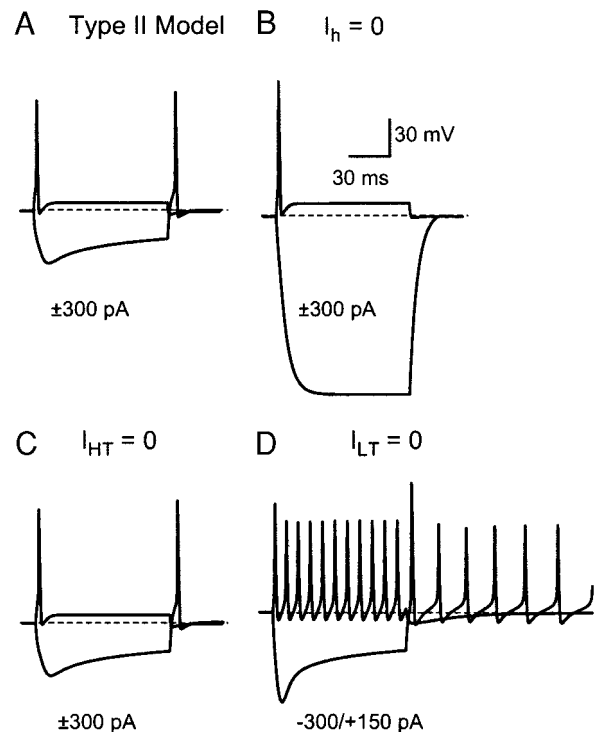 A Type II Model
B I_h = 0
30 mV
30 ms
±300 pA
±300 pA
C I_HT = 0
D I_LT = 0
±300 pA
-300/+150 pA